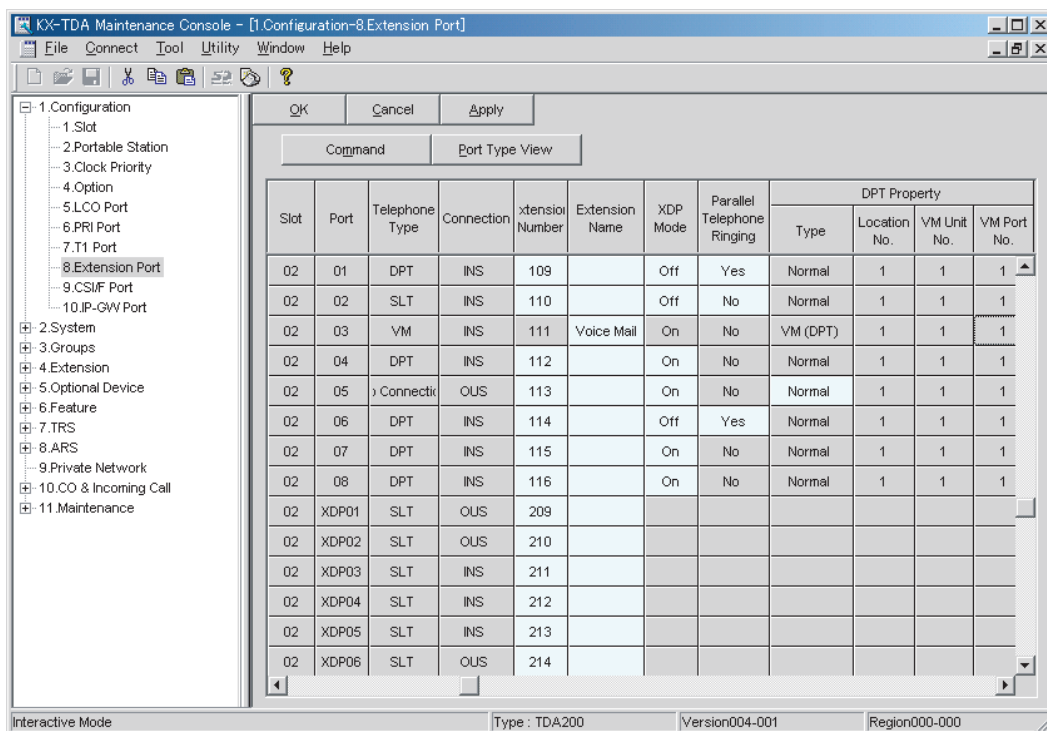 KX-TDA Maintenance Console - [1.Configuration-8.Extension Port]
File Connect Tool Utility Window Help
1.Configuration
1.Slot
2.Portable Station
3.Clock Priority
4.Option
5.LCO Port
6.PRI Port
7.T1 Port
8.Extension Port
9.CSI/F Port
10.IP-GW Port
2.System
3.Groups
4.Extension
5.Optional Device
6.Feature
7.TRS
8.ARS
9.Private Network
10.CO & Incoming Call
11.Maintenance
OK Cancel Apply
Command Port Type View
Slot Port Telephone Type Connection xtension Number Extension Name XDP Mode Parallel Telephone Ringing DPT Property
Type Location No. VM Unit No. VM Port No.
02 01 DPT INS 109 Off Yes Normal 1 1 1
02 02 SLT INS 110 Off No Normal 1 1 1
02 03 VM INS 111 Voice Mail On No VM (DPT) 1 1 1
02 04 DPT INS 112 On No Normal 1 1 1
02 05 o Connectio OUS 113 On No Normal 1 1 1
02 06 DPT INS 114 Off Yes Normal 1 1 1
02 07 DPT INS 115 On No Normal 1 1 1
02 08 DPT INS 116 On No Normal 1 1 1
02 XDP01 SLT OUS 209
02 XDP02 SLT OUS 210
02 XDP03 SLT INS 211
02 XDP04 SLT INS 212
02 XDP05 SLT INS 213
02 XDP06 SLT OUS 214
Interactive Mode Type : TDA200 Version004-001 Region000-000